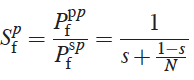 S_f^p = P_f^pp / P_f^sp = 1 / (s + (1−s)/N)